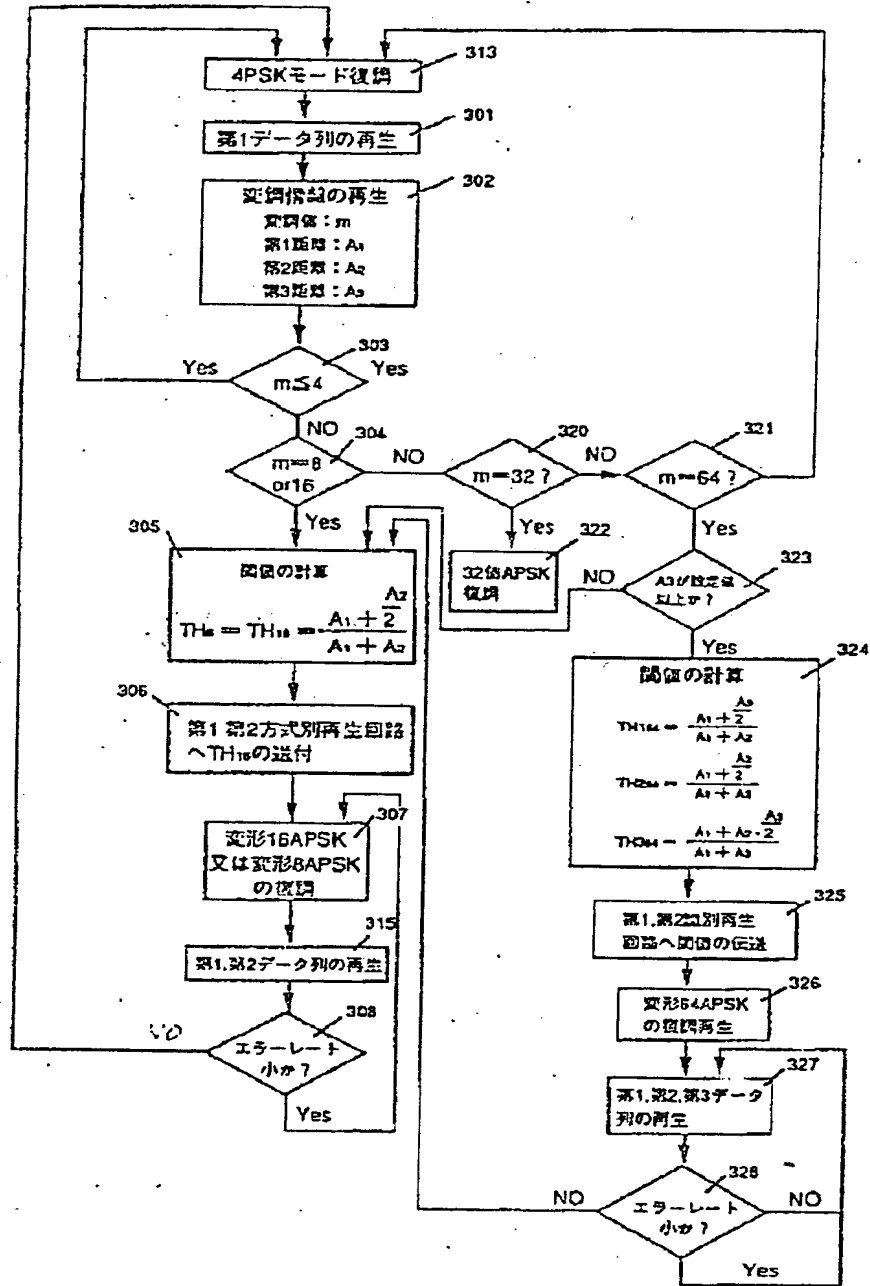 313
4PSKモード復調
301
第1データ列の再生
302
変調情報の再生
変調値：m
第1距離：A1
第2距離：A2
第3距離：A3
303
Yes
Yes
m≦4
NO
304
m=8
or16
NO
320
m=32？
NO
321
m=64？
Yes
305
閾値の計算
TH8 = TH16 = (A1 + A2/2)/(A1 + A2)
Yes
322
32値APSK
復調
Yes
323
A3が設定値
以上か？
NO
Yes
324
閾値の計算
306
第1 第2方式別再生回路
へTH16の送付
307
変形16APSK
又は変形8APSK
の復調
315
第1,第2データ列の再生
308
エラーレート
小か？
NO
Yes
325
第1,第2識別再生
回路へ閾値の伝送
326
変形64APSK
の復調再生
327
第1,第2,第3データ
列の再生
328
エラーレート
小か？
NO
NO
Yes